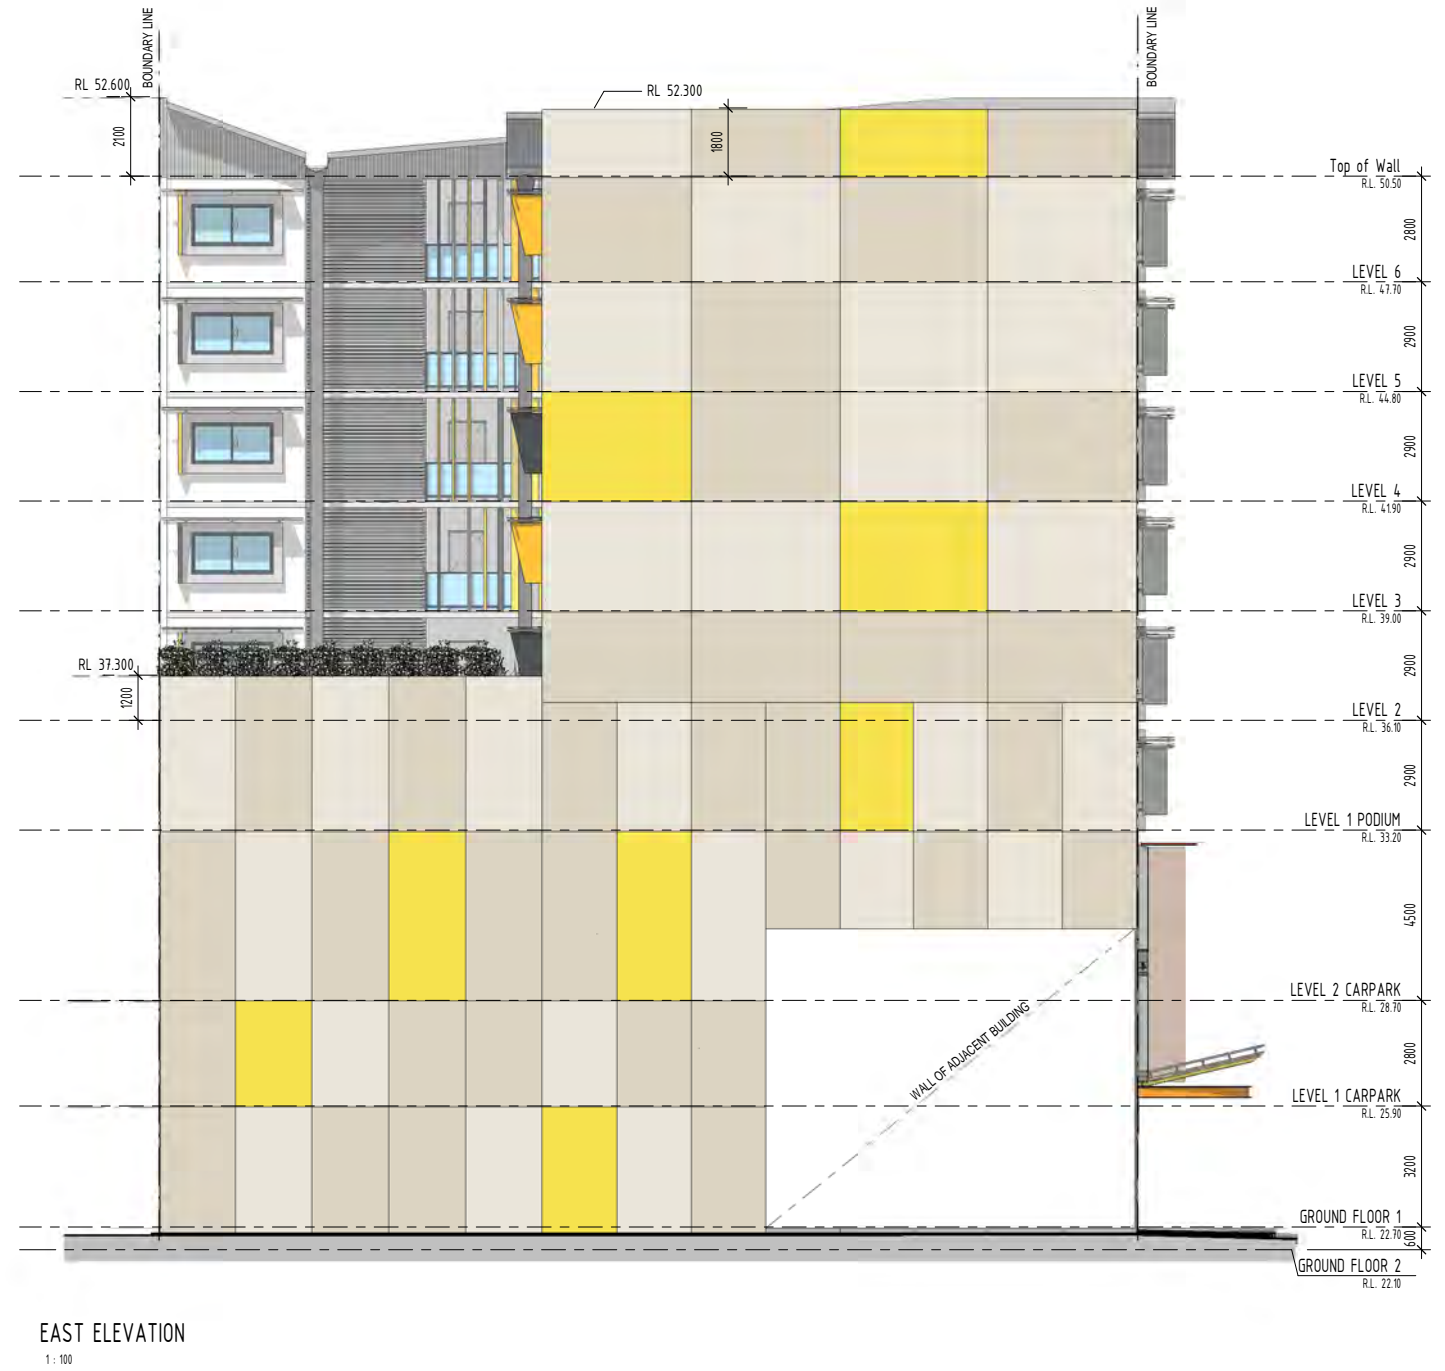 BOUNDARY LINE
BOUNDARY LINE
RL 52.600
RL 52.300
2100
1800
Top of Wall
R.L. 50.50
2800
LEVEL 6
R.L. 47.70
2900
LEVEL 5
R.L. 44.80
2900
LEVEL 4
R.L. 41.90
2900
LEVEL 3
R.L. 39.00
RL 37.300
2900
1200
LEVEL 2
R.L. 36.10
2900
LEVEL 1 PODIUM
R.L. 33.20
4500
LEVEL 2 CARPARK
R.L. 28.70
WALL OF ADJACENT BUILDING
2800
LEVEL 1 CARPARK
R.L. 25.90
3200
GROUND FLOOR 1
R.L. 22.70
600
GROUND FLOOR 2
R.L. 22.10
EAST ELEVATION
1 : 100